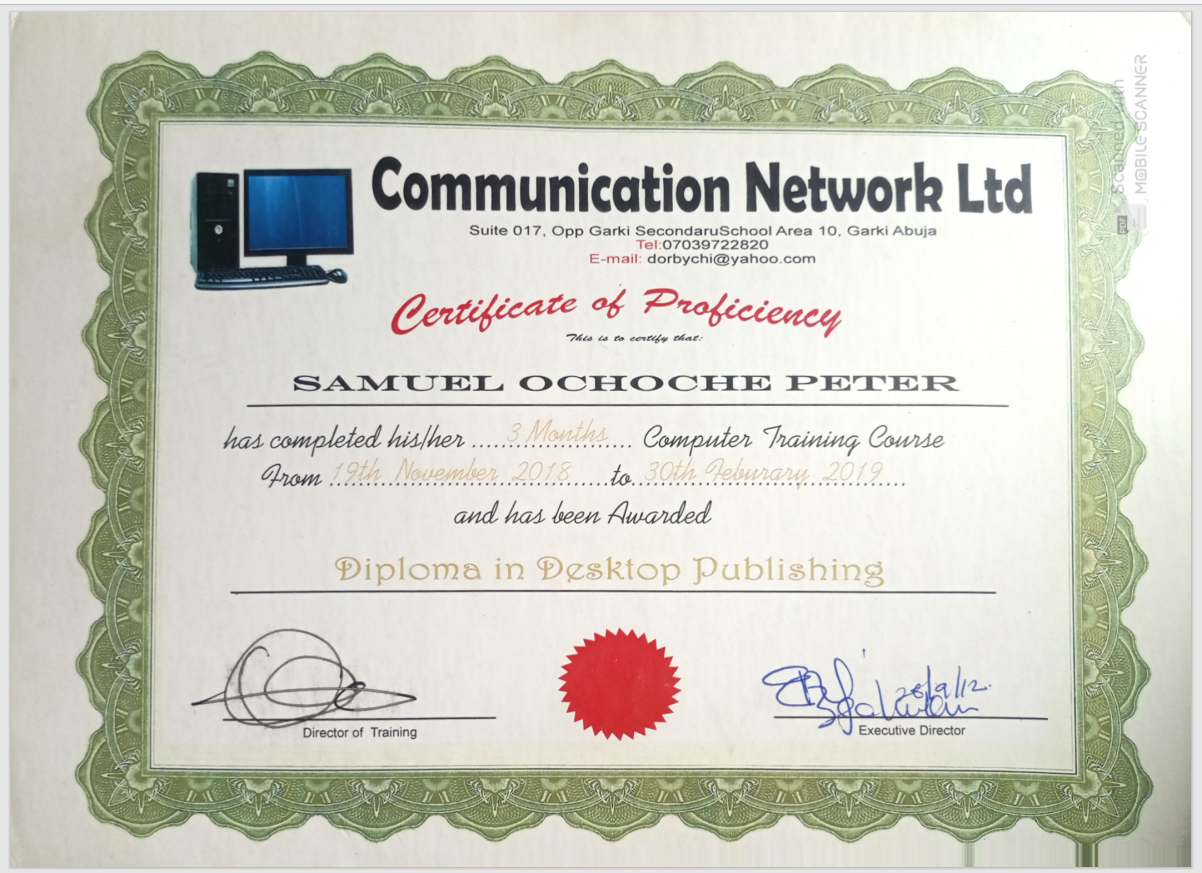 Communication Network Ltd
Suite 017, Opp Garki SecondaruSchool Area 10, Garki Abuja
Tel:07039722820
E-mail: dorbychi@yahoo.com
Certificate of Proficiency
This is to certify that:
SAMUEL OCHOCHE PETER
has completed his/her .....3 Months.... Computer Training Course
From 19th November 2018 to 30th Feburary 2019
and has been Awarded
Diploma in Desktop Publishing
28/9/12.
Director of Training
Executive Director
Scanned with
MOBILE SCANNER
PDF